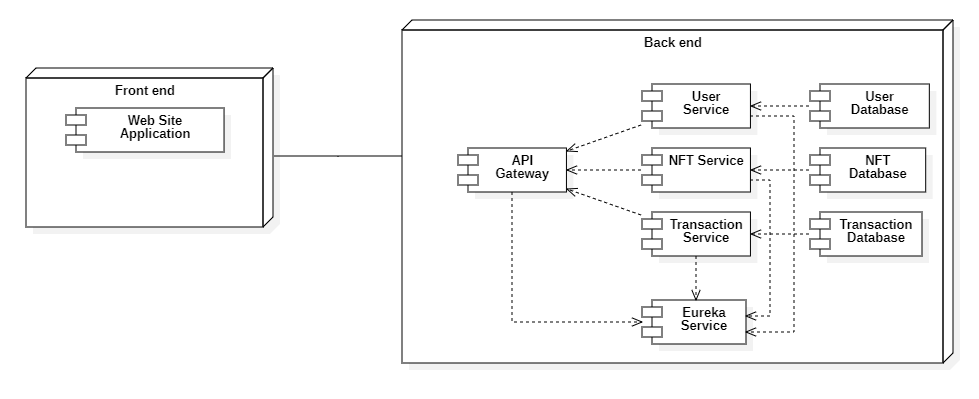 Back end
Front end
Web Site
Application
User
Service
User
Database
API
Gateway
NFT Service
NFT
Database
Transaction
Service
Transaction
Database
Eureka
Service